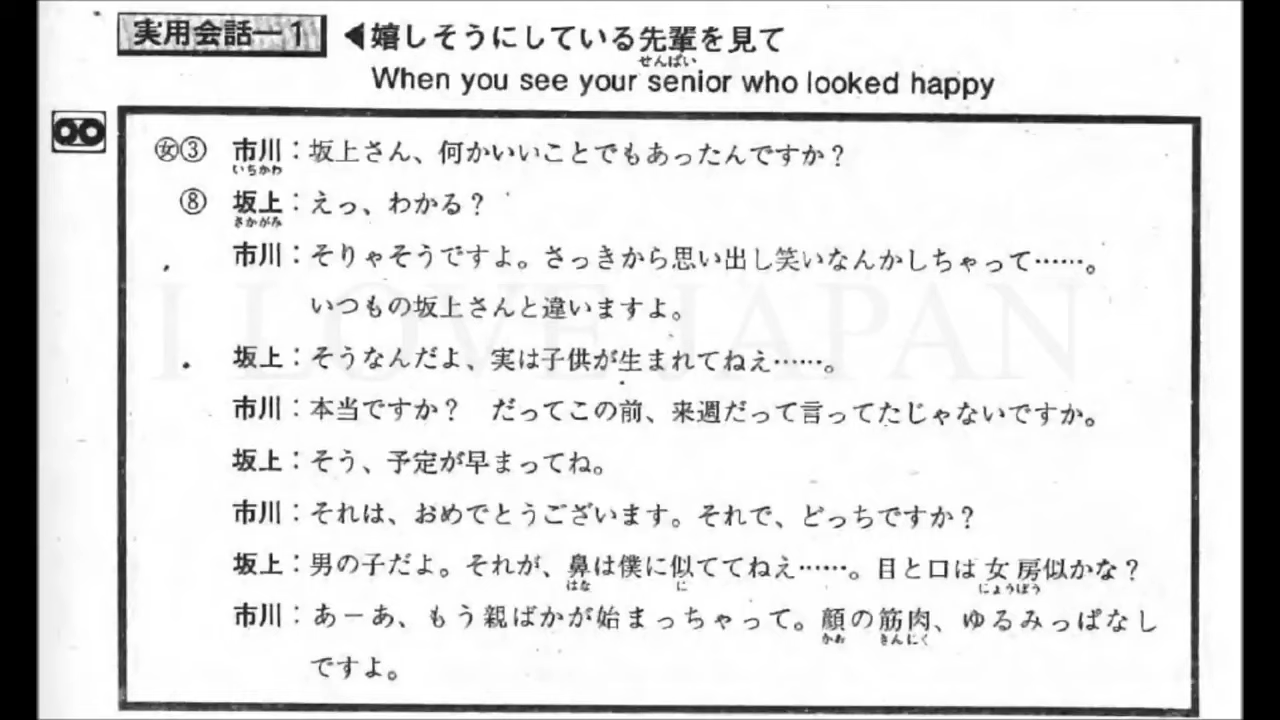 実用会話ー1 ◀嬉しそうにしている先輩を見て
せんぱい
When you see your senior who looked happy
㊛③ 市川：坂上さん、何かいいことでもあったんですか？
いちかわ
⑧ 坂上：えっ、わかる？
さかがみ
市川：そりゃそうですよ。さっきから思い出し笑いなんかしちゃって……。
いつもの坂上さんと違いますよ。
坂上：そうなんだよ、実は子供が生まれてねえ……。
市川：本当ですか？　だってこの前、来週だって言ってたじゃないですか。
坂上：そう、予定が早まってね。
市川：それは、おめでとうございます。それで、どっちですか？
坂上：男の子だよ。それが、鼻は僕に似ててねえ……。目と口は女房似かな？
はな に にょうぼう
市川：あーあ、もう親ばかが始まっちゃって。顔の筋肉、ゆるみっぱなし
かお きんにく
ですよ。
I LOVE JAPAN